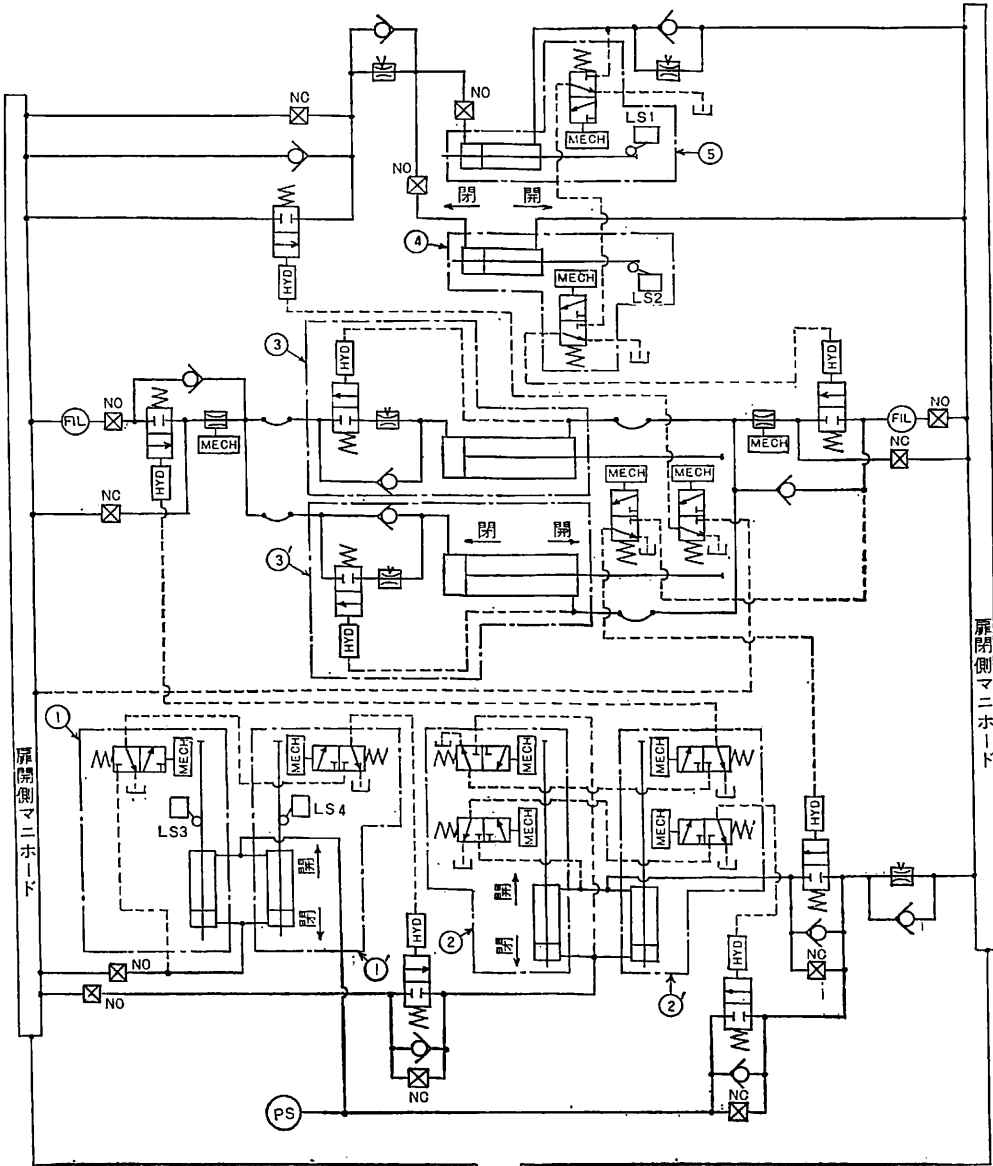 NC
NO
MECH
LS1
⑤
NO
閉 開
HYD
④
MECH
LS2
③
HYD
HYD
FIL
NO
MECH
HYD
MECH
FIL
NO
NC
NC
MECH
MECH
閉 開
③'
HYD
扉開側マニホード
扉閉側マニホード
①
MECH
MECH
LS3
LS4
開
閉
①'
MECH
MECH
MECH
MECH
開
閉
②
②'
HYD
HYD
HYD
NO
NO
NC
NC
NC
PS